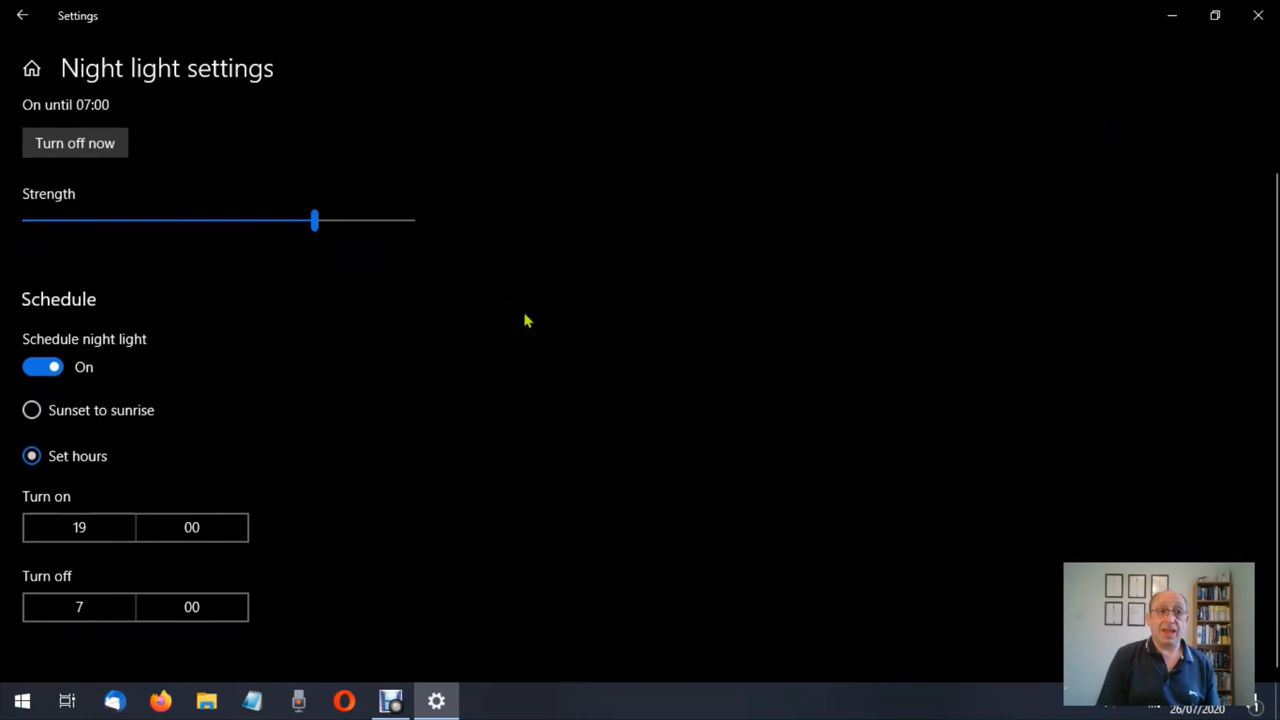 Settings
Night light settings
On until 07:00
Turn off now
Strength
Schedule
Schedule night light
On
Sunset to sunrise
Set hours
Turn on
19 00
Turn off
7 00
26/07/2020